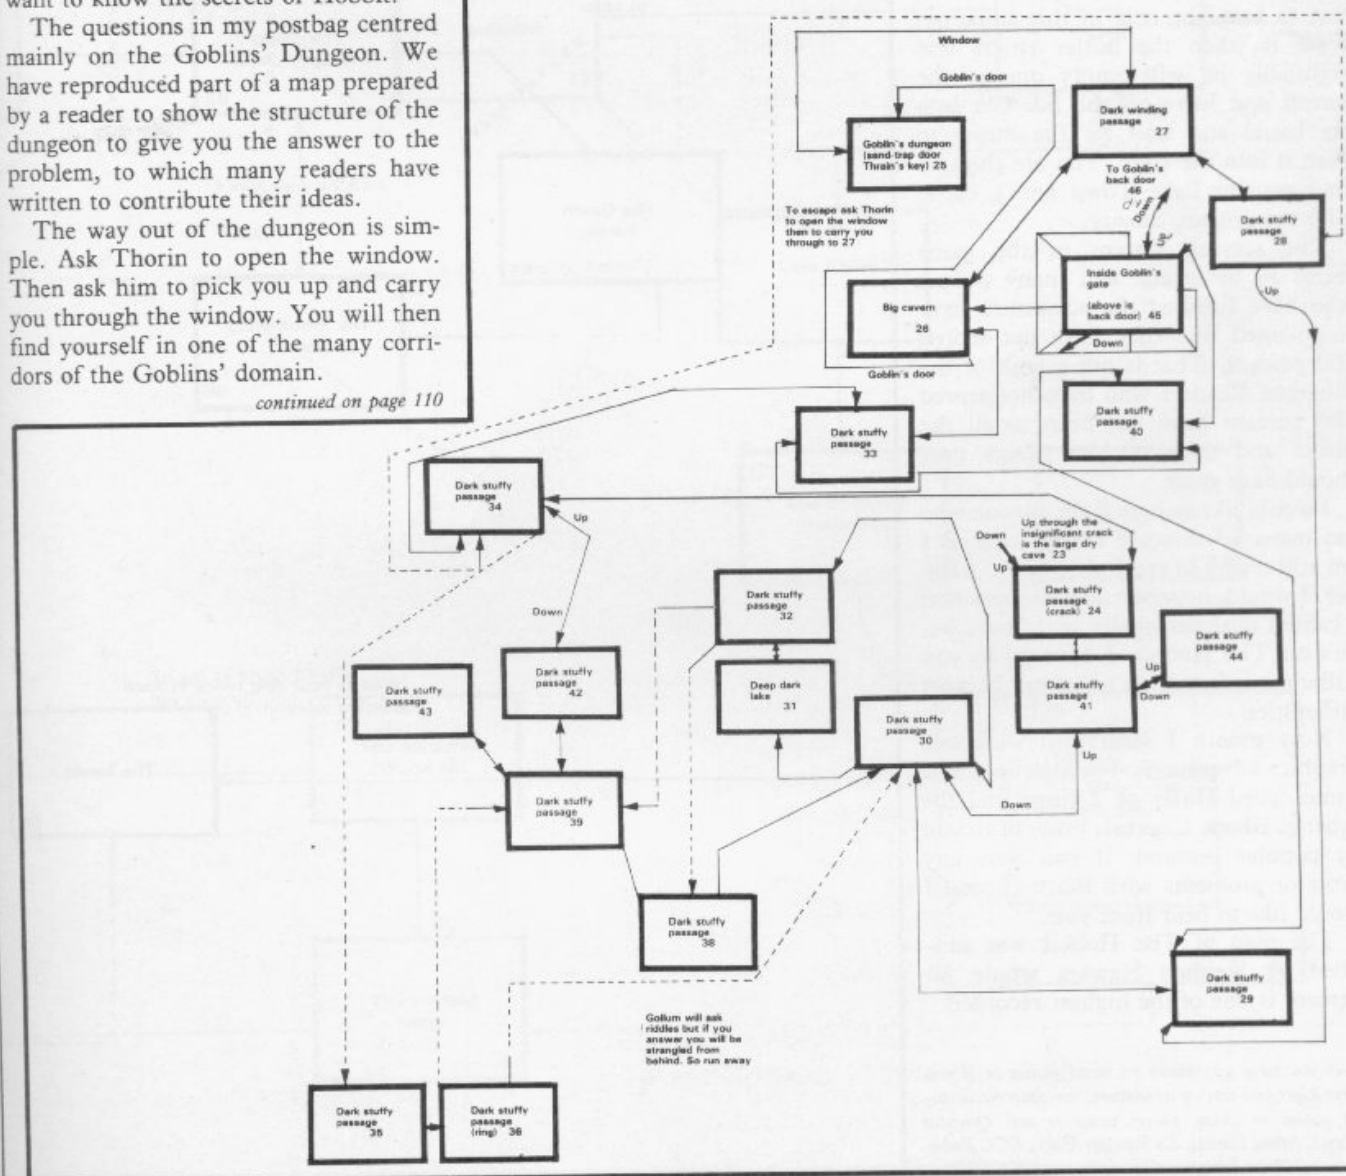 want to know the secrets of Hobbit.
The questions in my postbag centred
mainly on the Goblins' Dungeon. We
have reproduced part of a map prepared
by a reader to show the structure of the
dungeon to give you the answer to the
problem, to which many readers have
written to contribute their ideas.
The way out of the dungeon is sim-
ple. Ask Thorin to open the window.
Then ask him to pick you up and carry
you through the window. You will then
find yourself in one of the many corri-
dors of the Goblins' domain.
continued on page 110
Window
Goblin's door
Dark winding
passage
27
Goblin's dungeon
(sand-trap door
Thrain's key) 25
To Goblin's
back door
46
Down
Up
Dark stuffy
passage
28
Up
To escape ask Thorin
to open the window
then to carry you
through to 27
Inside Goblin's
gate
(above is
back door) 45
Down
Big cavern
26
Goblin's door
Dark stuffy
passage
40
Dark stuffy
passage
33
Dark stuffy
passage
34
Up
Down
Up through the
insignificant crack
is the large dry
cave 23
Down
Up
Dark stuffy
passage
(crack) 24
Dark stuffy
passage
32
Dark stuffy
passage
44
Dark stuffy
passage
42
Dark stuffy
passage
43
Deep dark
lake
31
Dark stuffy
passage
41
Up
Down
Up
Dark stuffy
passage
30
Down
Dark stuffy
passage
39
Dark stuffy
passage
38
Dark stuffy
passage
29
Gollum will ask
riddles but if you
answer you will be
strangled from
behind. So run away
Dark stuffy
passage
35
Dark stuffy
passage
(ring) 36